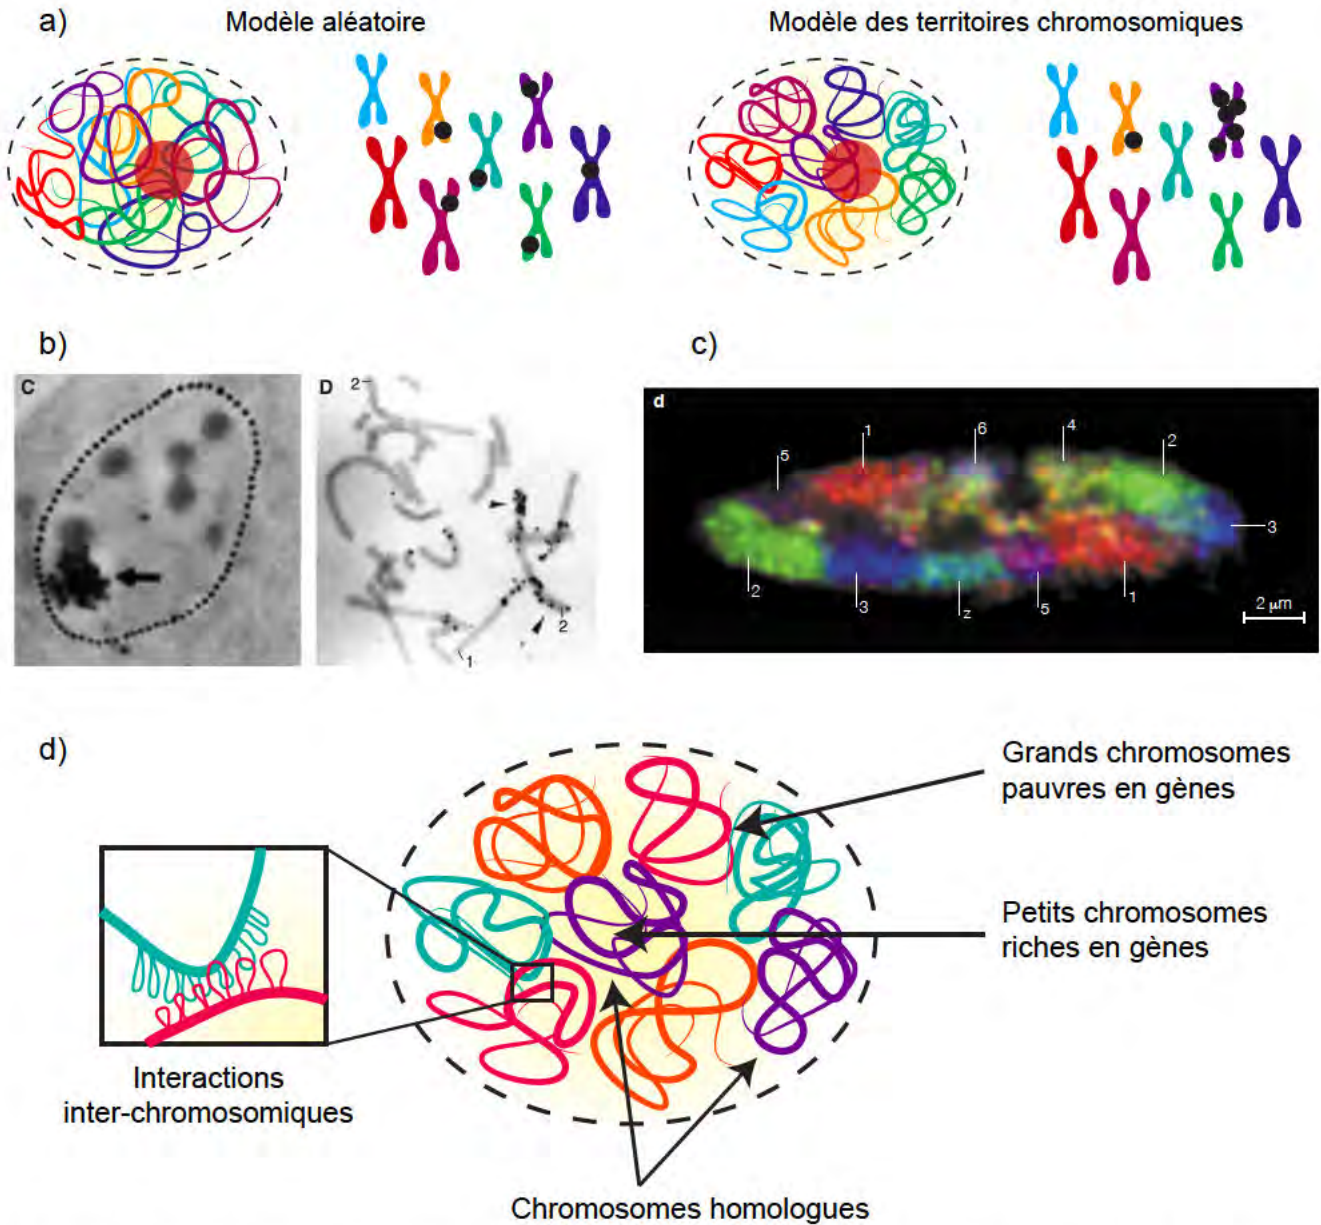 a)
Modèle aléatoire
Modèle des territoires chromosomiques
b)
C
D
2
2
1
c)
d
5
1
6
4
2
3
2
3
z
5
1
2 µm
d)
Grands chromosomes
pauvres en gènes
Petits chromosomes
riches en gènes
Interactions
inter-chromosomiques
Chromosomes homologues